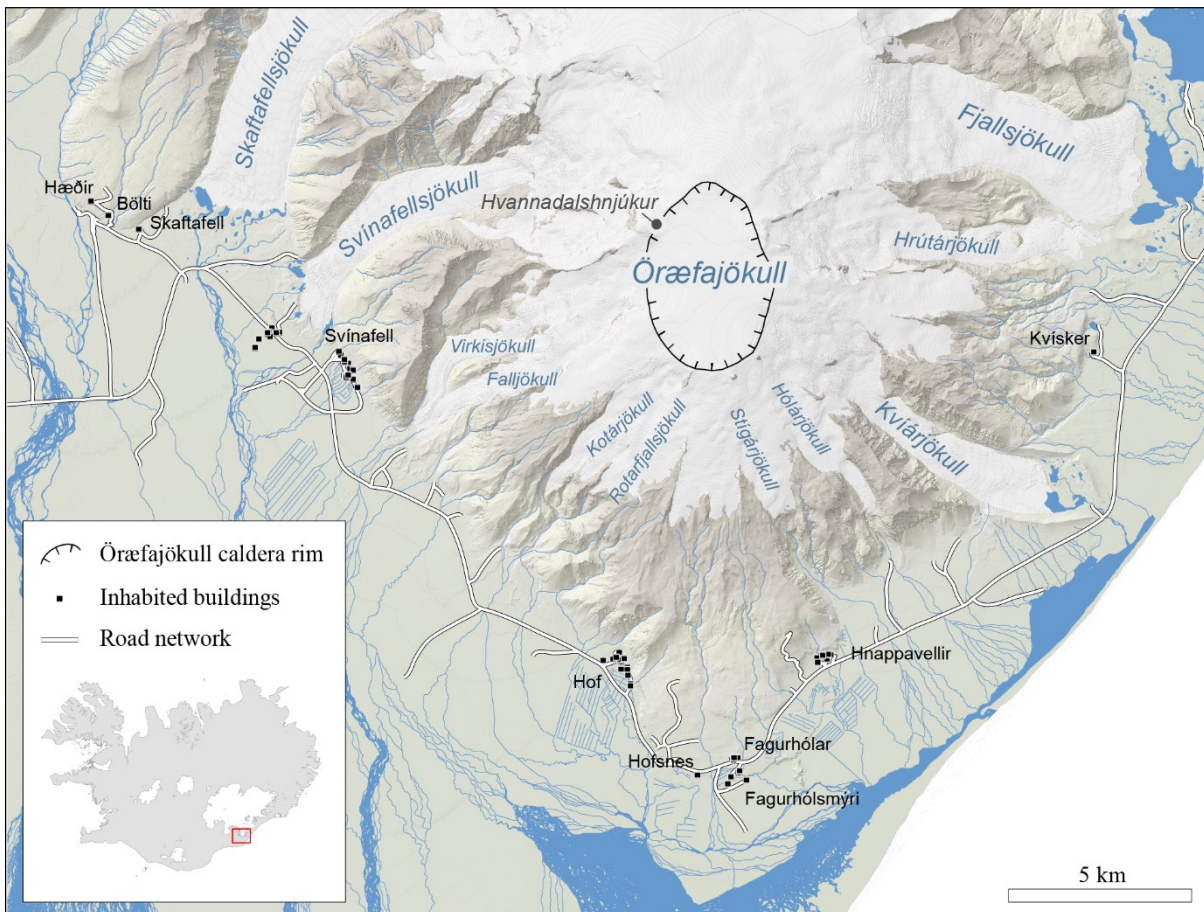 Skaftafellsjökull
Fjallsjökull
Hæðir
Bölti
Skaftafell
Svínafellsjökull
Hvannadalshnjúkur
Hrútárjökull
Öræfajökull
Svínafell
Virkisjökull
Falljökull
Kvísker
Kotárjökull
Rotarfjallsjökull
Stigárjökull
Hólárjökull
Kvíárjökull
Hnappavellir
Hof
Hofsnes
Fagurhólar
Fagurhólsmýri
Öræfajökull caldera rim
Inhabited buildings
Road network
5 km